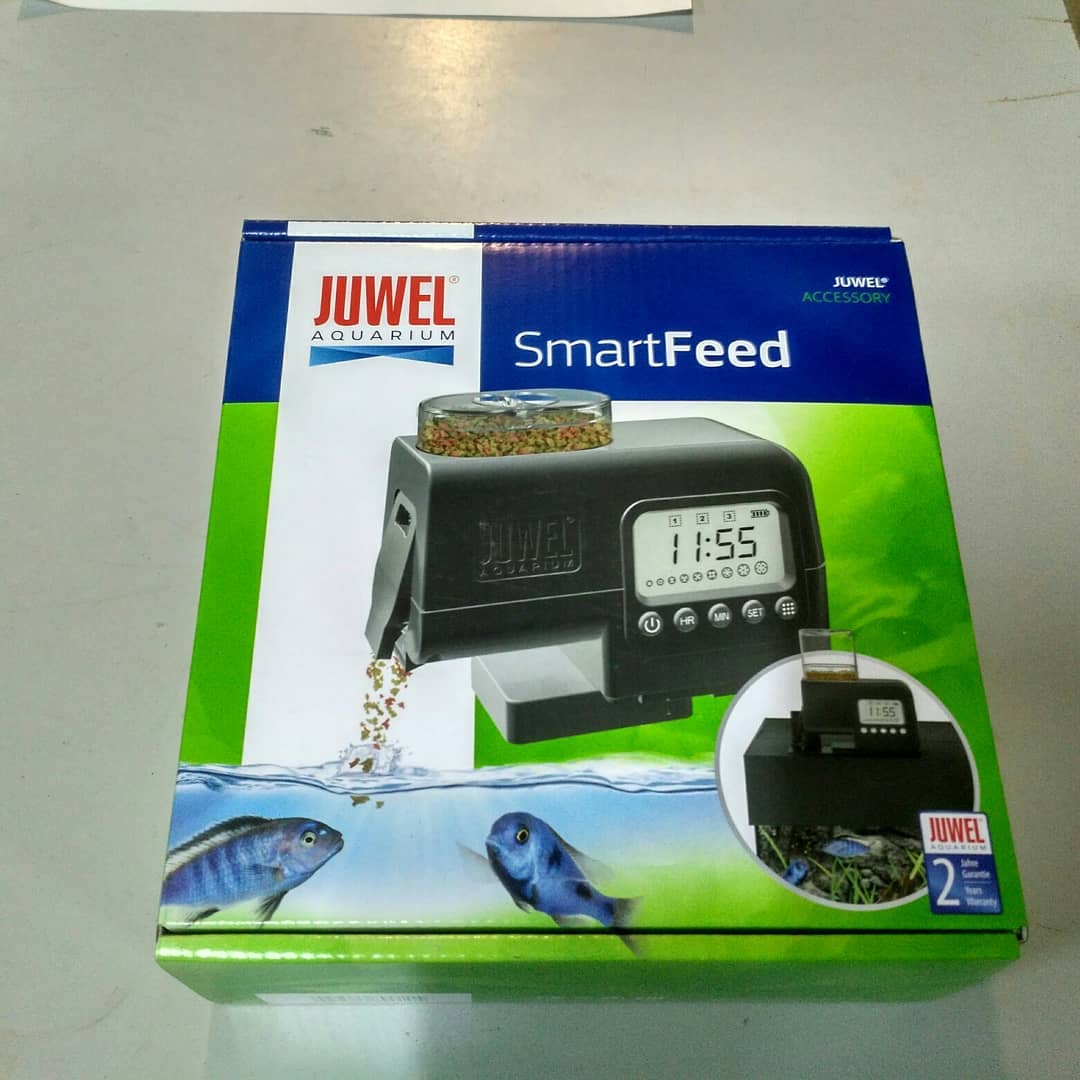 JUWEL®
AQUARIUM
JUWEL®
ACCESSORY
SmartFeed
JUWEL
AQUARIUM
1 2 3
11:55
HR MIN SET
11:55
JUWEL
AQUARIUM
2 Jahre
Garantie
Years
Warranty